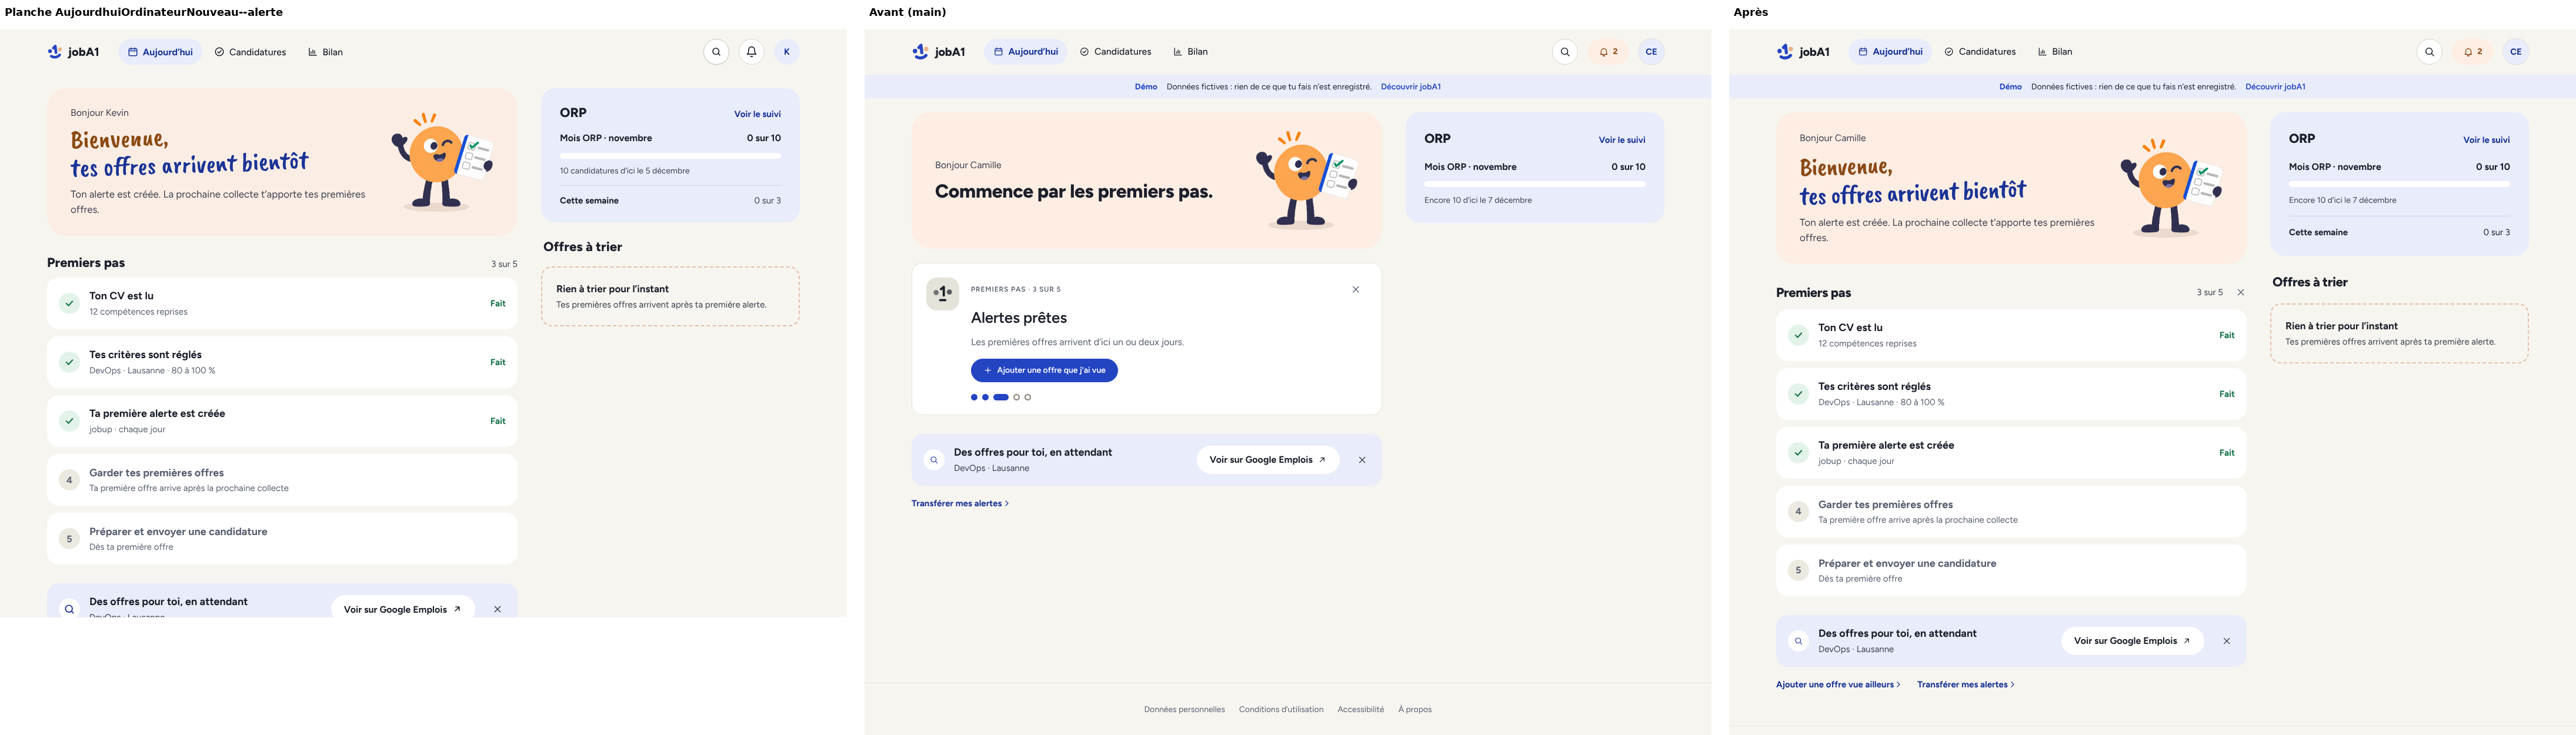 Planche AujourdhuiOrdinateurNouveau--alerte
jobA1
Aujourd'hui
Candidatures
Bilan
K
Bonjour Kevin
Bienvenue,
tes offres arrivent bientôt
Ton alerte est créée. La prochaine collecte t'apporte tes premières
offres.
ORP
Voir le suivi
Mois ORP · novembre
0 sur 10
10 candidatures d'ici le 5 décembre
Cette semaine
0 sur 3
Offres à trier
Rien à trier pour l'instant
Tes premières offres arrivent après ta première alerte.
Premiers pas
3 sur 5
Ton CV est lu
12 compétences reprises
Fait
Tes critères sont réglés
DevOps · Lausanne · 80 à 100 %
Fait
Ta première alerte est créée
jobup · chaque jour
Fait
4
Garder tes premières offres
Ta première offre arrive après la prochaine collecte
5
Préparer et envoyer une candidature
Dès ta première offre
Des offres pour toi, en attendant
DevOps · Lausanne
Voir sur Google Emplois
Avant (main)
jobA1
Aujourd'hui
Candidatures
Bilan
2
CE
Démo Données fictives : rien de ce que tu fais n'est enregistré. Découvrir jobA1
Bonjour Camille
Commence par les premiers pas.
ORP
Voir le suivi
Mois ORP · novembre
0 sur 10
Encore 10 d'ici le 7 décembre
PREMIERS PAS · 3 SUR 5
Alertes prêtes
Les premières offres arrivent d'ici un ou deux jours.
Ajouter une offre que j'ai vue
Des offres pour toi, en attendant
DevOps · Lausanne
Voir sur Google Emplois
Transférer mes alertes
Données personnelles
Conditions d'utilisation
Accessibilité
À propos
Après
jobA1
Aujourd'hui
Candidatures
Bilan
2
CE
Démo Données fictives : rien de ce que tu fais n'est enregistré. Découvrir jobA1
Bonjour Camille
Bienvenue,
tes offres arrivent bientôt
Ton alerte est créée. La prochaine collecte t'apporte tes premières
offres.
ORP
Voir le suivi
Mois ORP · novembre
0 sur 10
Encore 10 d'ici le 7 décembre
Cette semaine
0 sur 3
Offres à trier
Rien à trier pour l'instant
Tes premières offres arrivent après ta première alerte.
Premiers pas
3 sur 5
Ton CV est lu
12 compétences reprises
Fait
Tes critères sont réglés
DevOps · Lausanne · 80 à 100 %
Fait
Ta première alerte est créée
jobup · chaque jour
Fait
4
Garder tes premières offres
Ta première offre arrive après la prochaine collecte
5
Préparer et envoyer une candidature
Dès ta première offre
Des offres pour toi, en attendant
DevOps · Lausanne
Voir sur Google Emplois
Ajouter une offre vue ailleurs
Transférer mes alertes